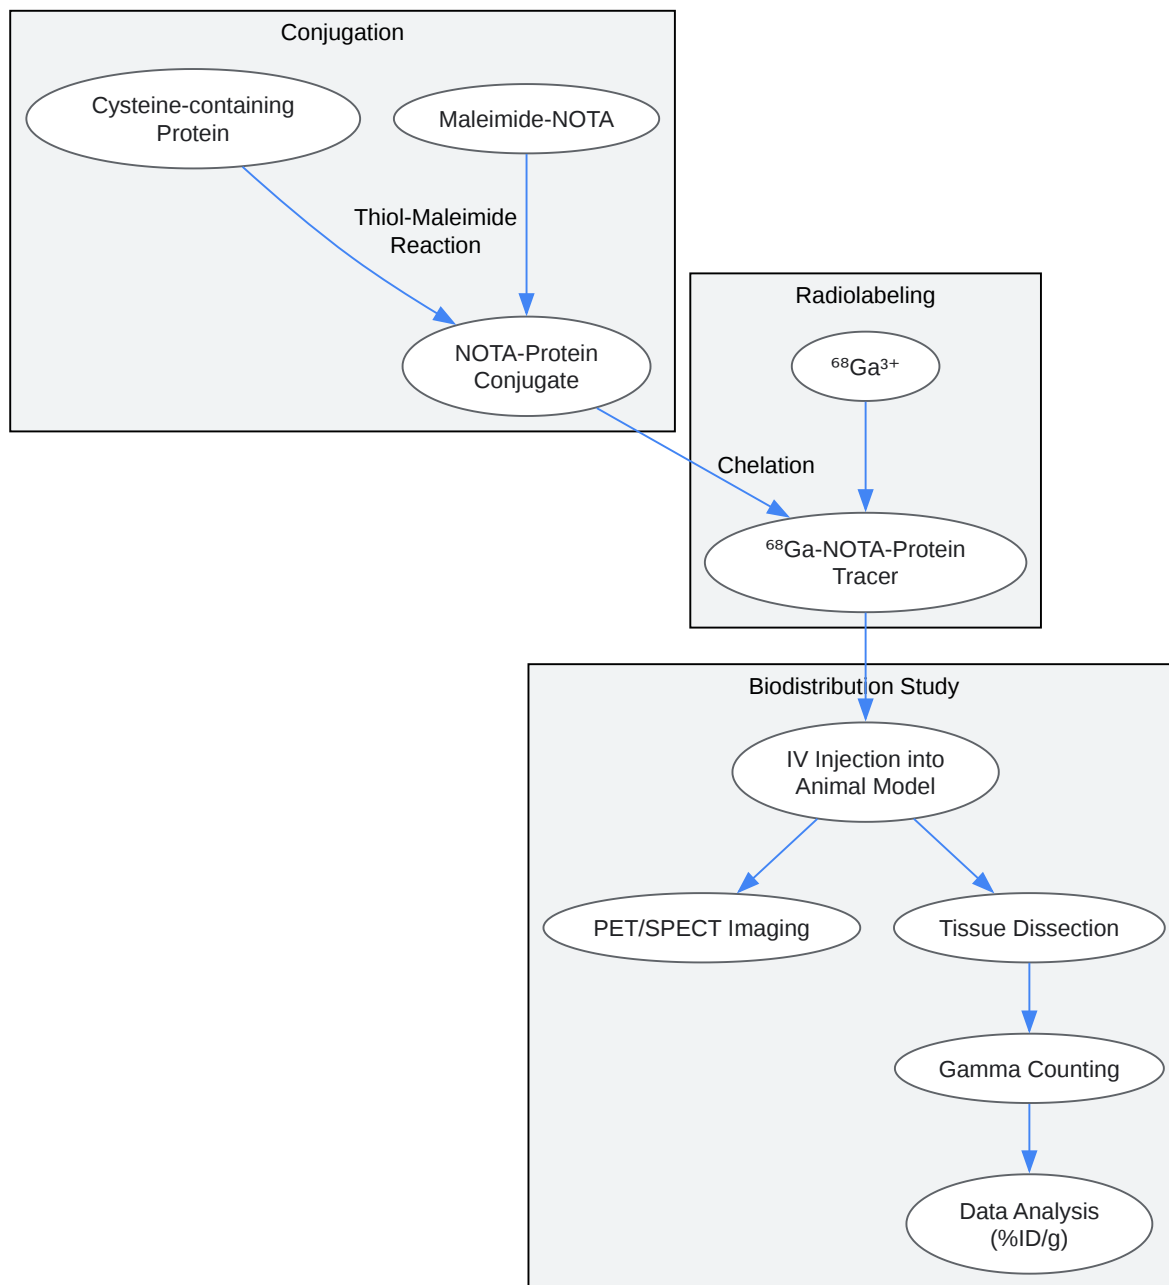 Conjugation
Cysteine-containing
Protein
Maleimide-NOTA
Thiol-Maleimide
Reaction
NOTA-Protein
Conjugate
Radiolabeling
⁶⁸Ga³⁺
Chelation
⁶⁸Ga-NOTA-Protein
Tracer
Biodistribution Study
IV Injection into
Animal Model
PET/SPECT Imaging
Tissue Dissection
Gamma Counting
Data Analysis
(%ID/g)